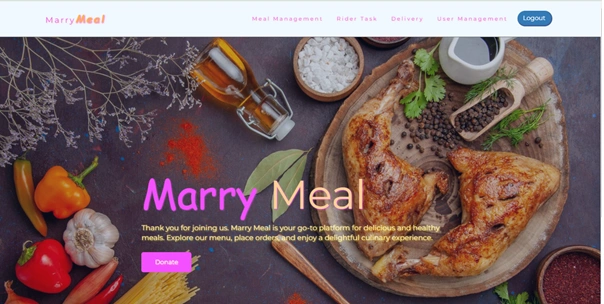 MarryMeal
Meal Management Rider Task Delivery User Management Logout
Marry Meal
Thank you for joining us. Marry Meal is your go-to platform for delicious and healthy
meals. Explore our menu, place orders, and enjoy a delightful culinary experience.
Donate